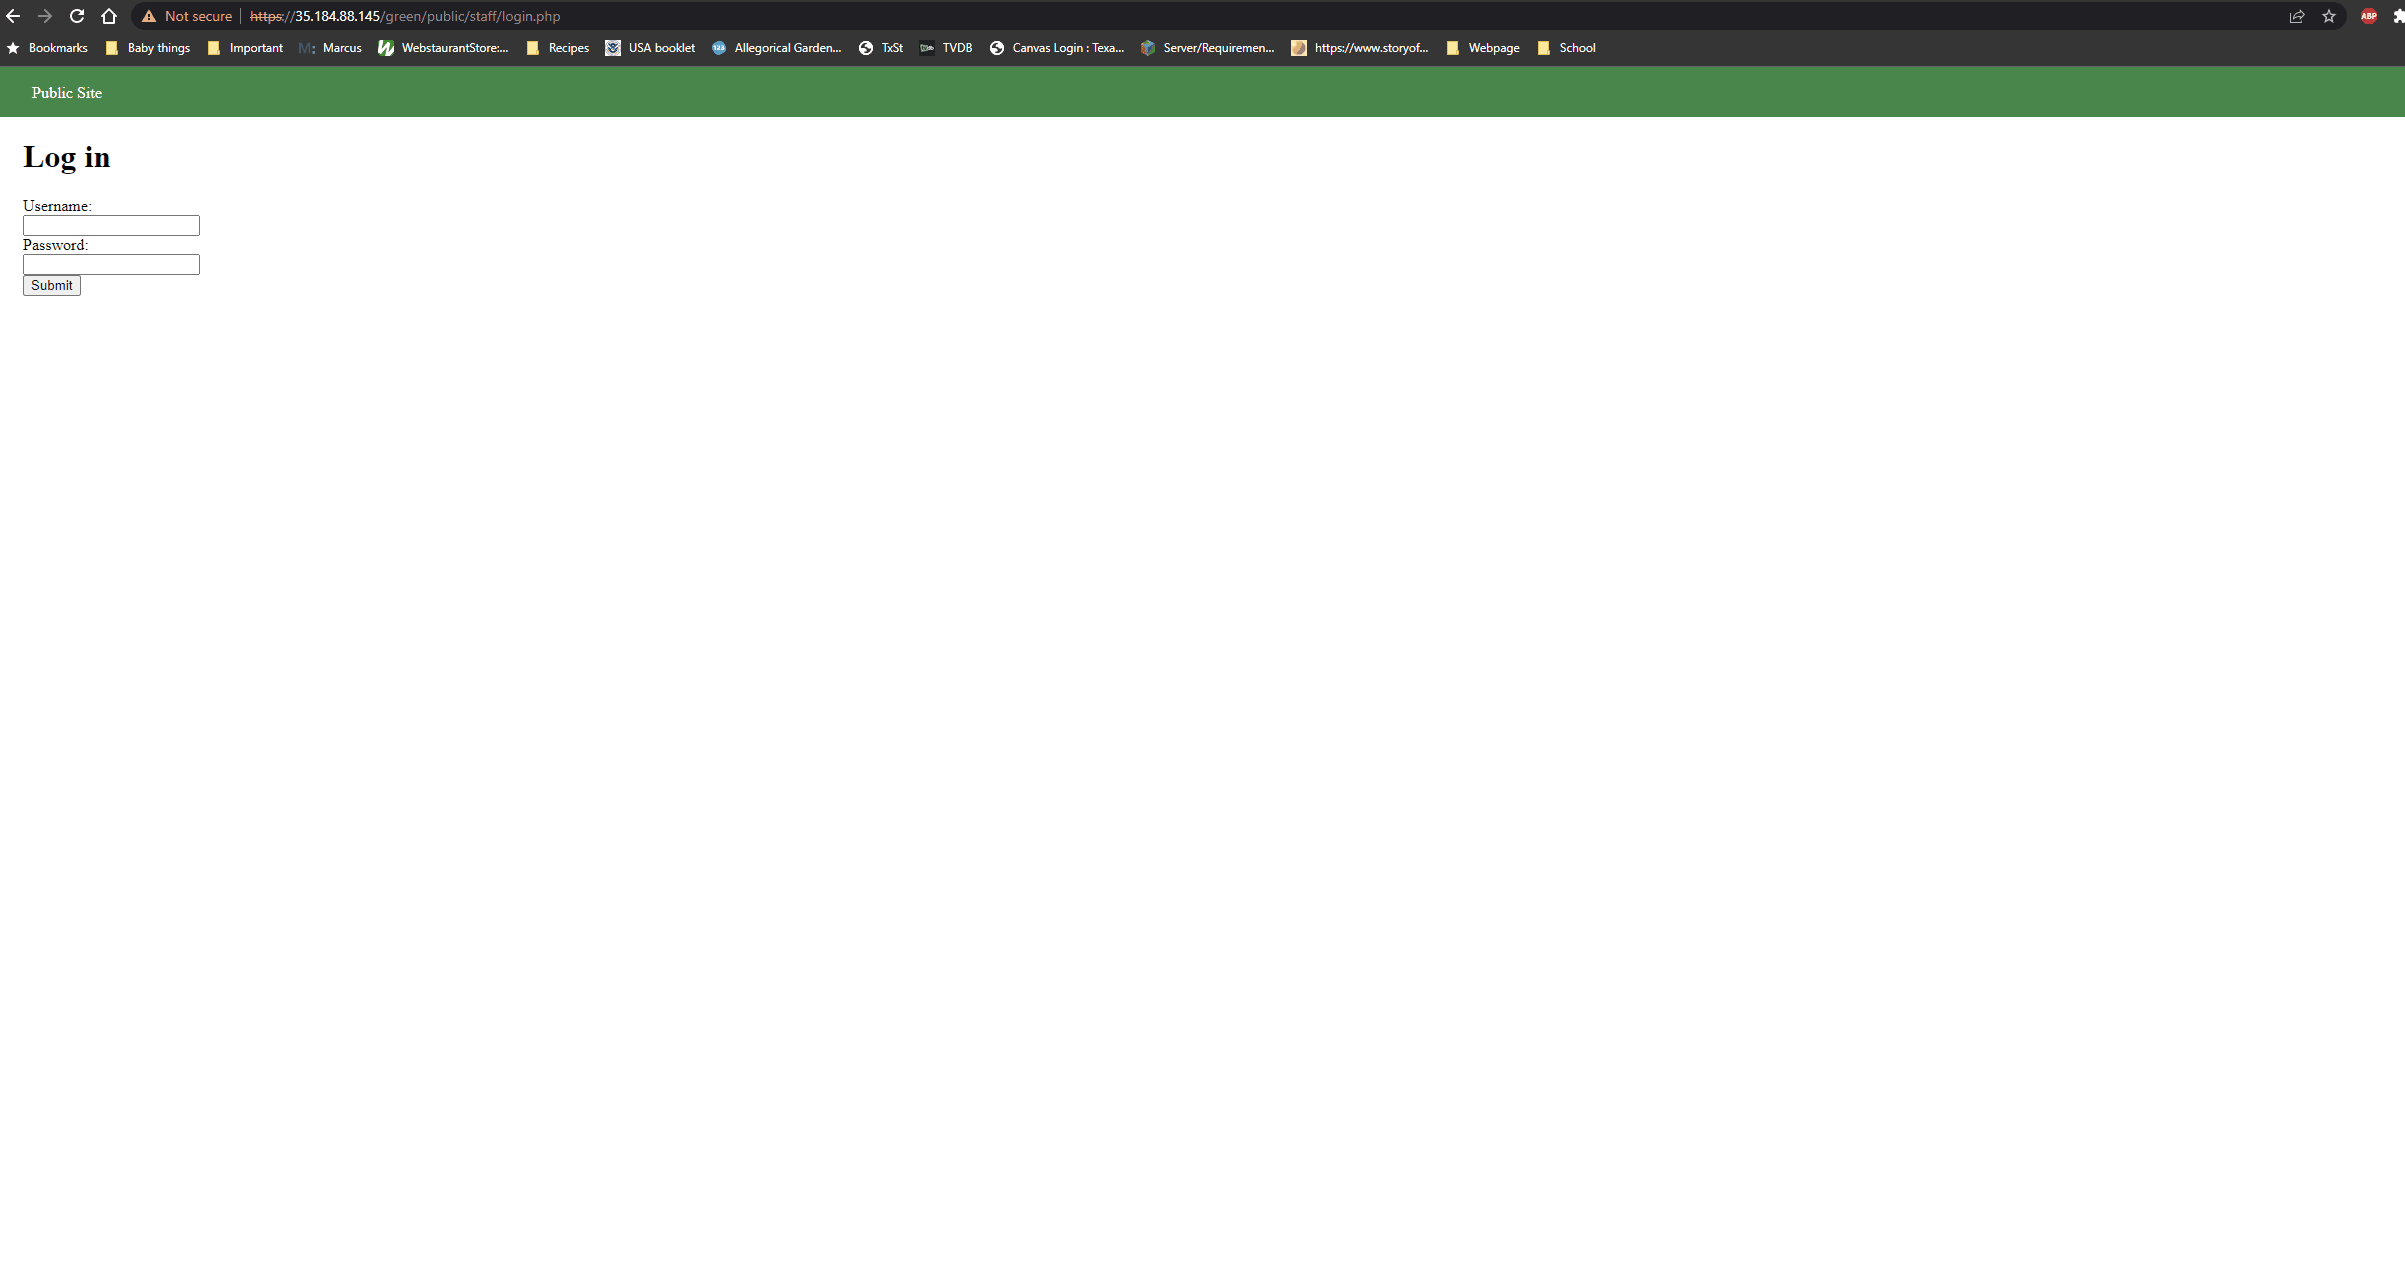 Not secure | https://35.184.88.145/green/public/staff/login.php ABP
Bookmarks Baby things Important M: Marcus WebstaurantStore:... Recipes USA booklet 123 Allegorical Garden... TxSt TVDB Canvas Login : Texa... Server/Requiremen... https://www.storyof... Webpage School
Public Site
Log in
Username:
Password:
Submit